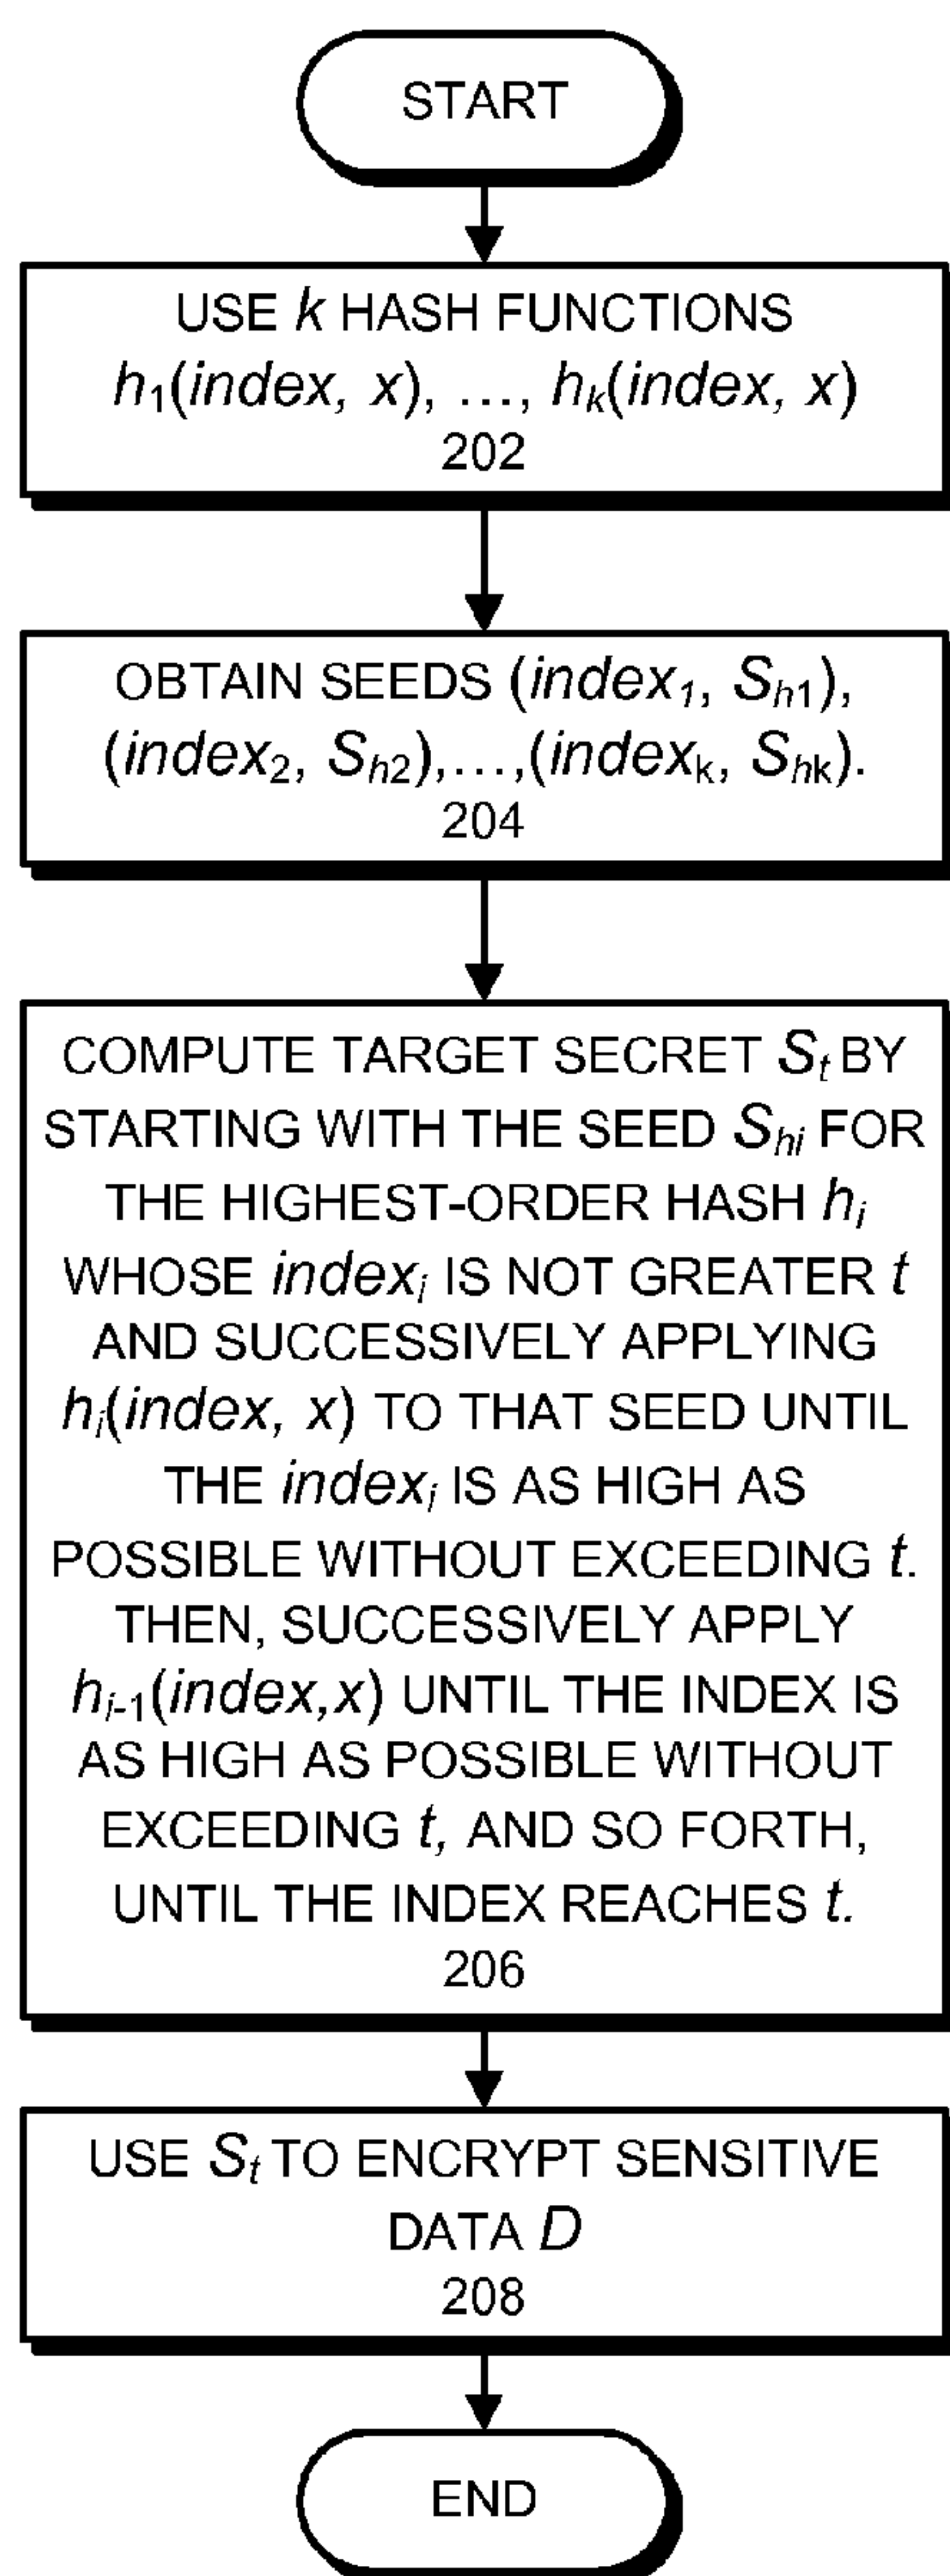 START
USE k HASH FUNCTIONS
h₁(index, x), ..., hₖ(index, x)
202
OBTAIN SEEDS (index₁, Sₕ₁),
(index₂, Sₕ₂),...,(indexₖ, Sₕₖ).
204
COMPUTE TARGET SECRET Sₜ BY
STARTING WITH THE SEED Sₕᵢ FOR
THE HIGHEST-ORDER HASH hᵢ
WHOSE indexᵢ IS NOT GREATER t
AND SUCCESSIVELY APPLYING
hᵢ(index, x) TO THAT SEED UNTIL
THE indexᵢ IS AS HIGH AS
POSSIBLE WITHOUT EXCEEDING t.
THEN, SUCCESSIVELY APPLY
hᵢ₋₁(index,x) UNTIL THE INDEX IS
AS HIGH AS POSSIBLE WITHOUT
EXCEEDING t, AND SO FORTH,
UNTIL THE INDEX REACHES t.
206
USE Sₜ TO ENCRYPT SENSITIVE
DATA D
208
END